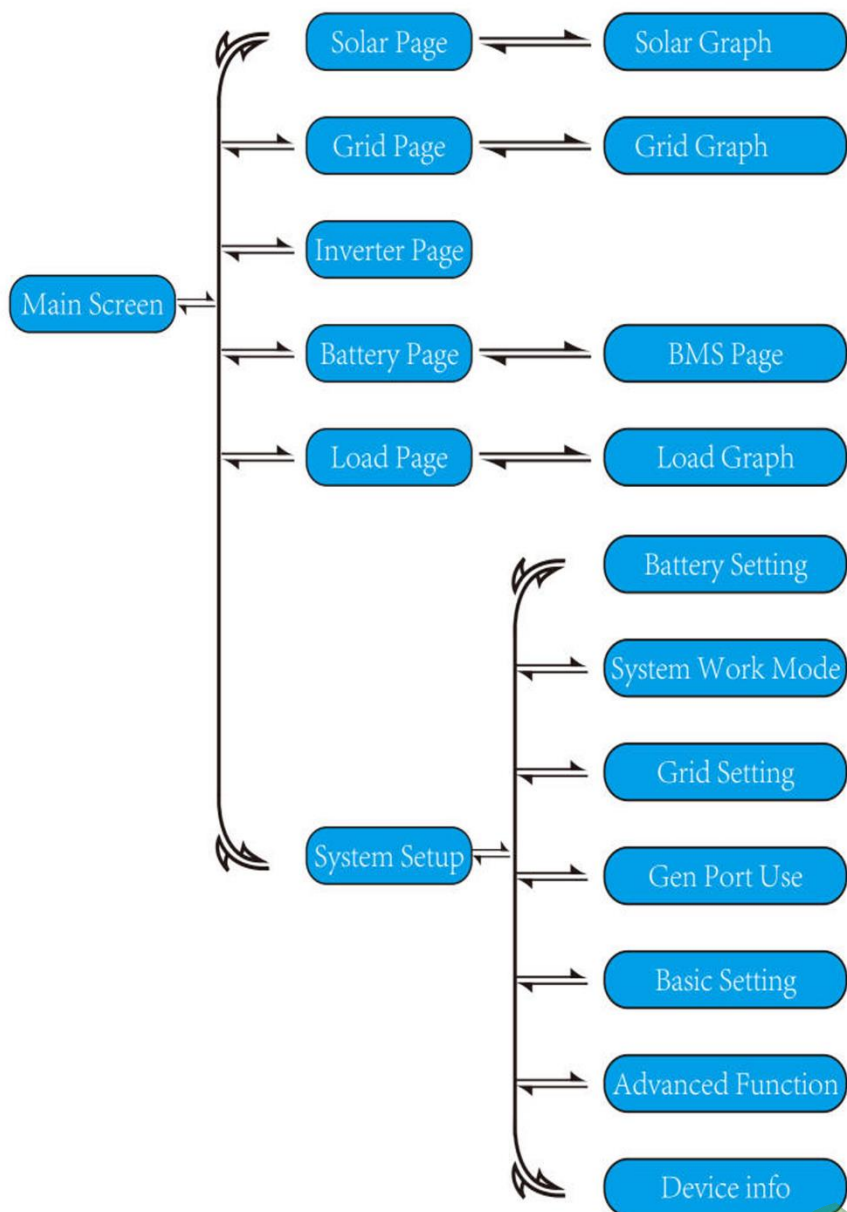 Solar Page
Solar Graph
Grid Page
Grid Graph
Inverter Page
Main Screen
Battery Page
BMS Page
Load Page
Load Graph
Battery Setting
System Work Mode
Grid Setting
System Setup
Gen Port Use
Basic Setting
Advanced Function
Device info